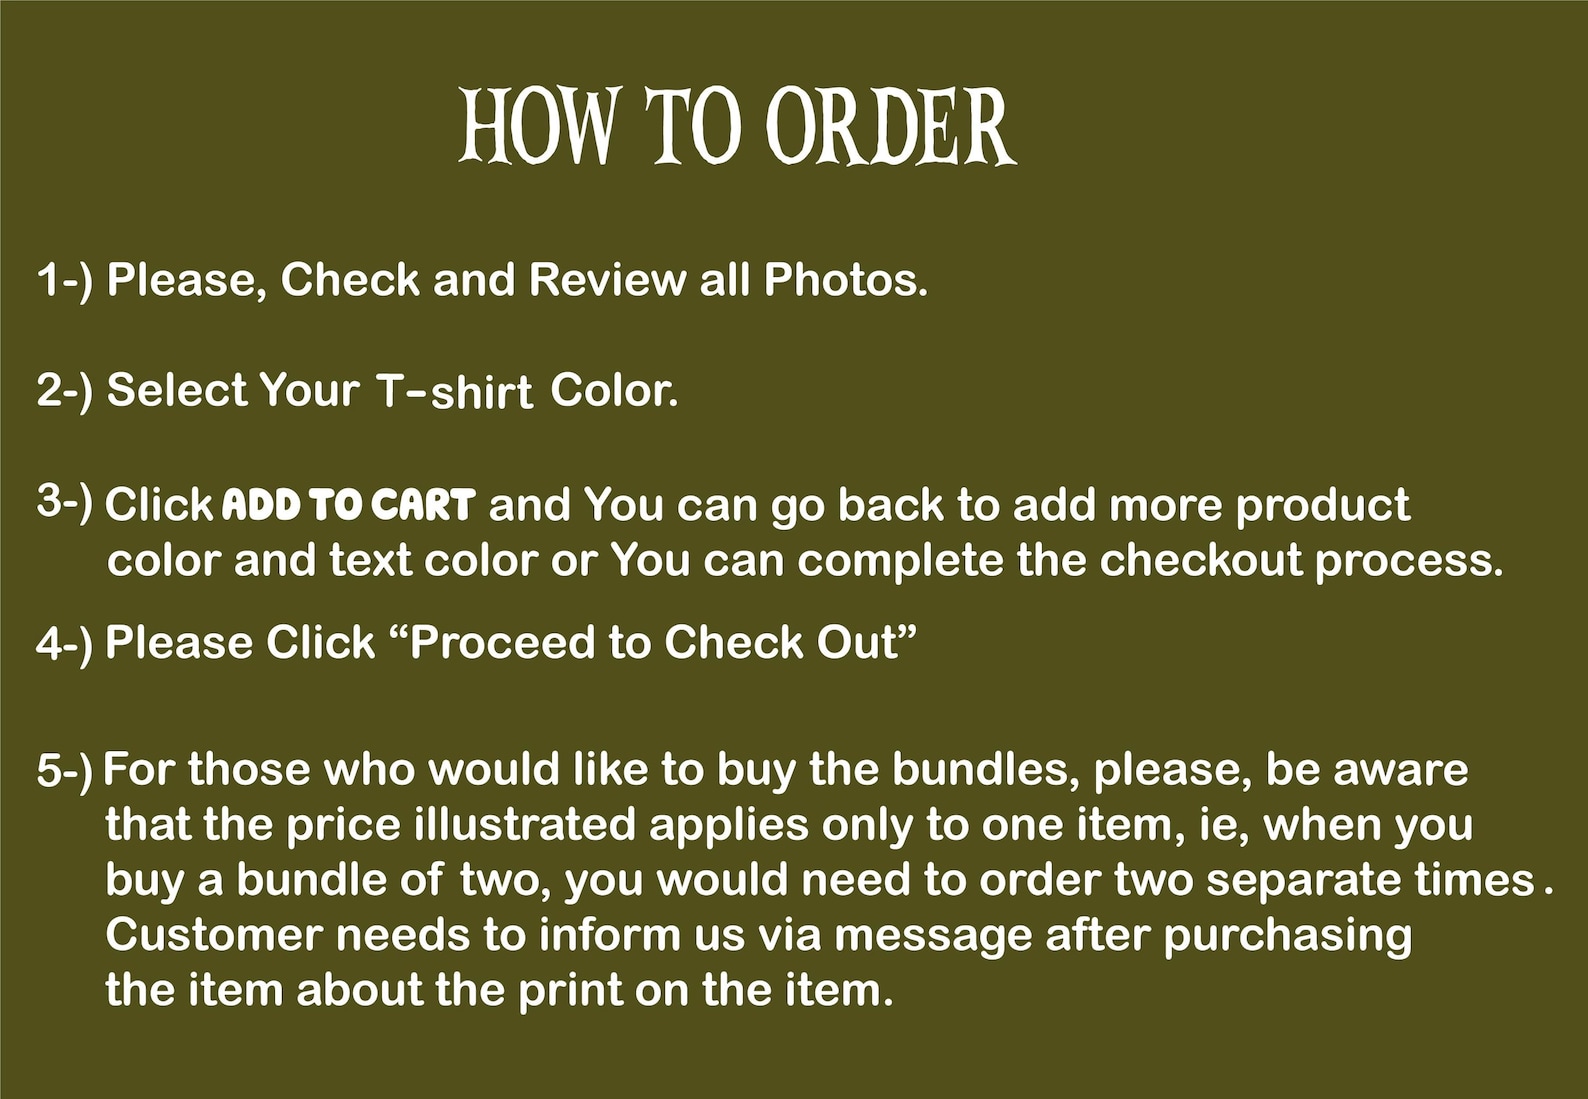 HOW TO ORDER
1-) Please, Check and Review all Photos.
2-) Select Your T-shirt Color.
3-) Click ADD TO CART and You can go back to add more product
color and text color or You can complete the checkout process.
4-) Please Click “Proceed to Check Out”
5-) For those who would like to buy the bundles, please, be aware
that the price illustrated applies only to one item, ie, when you
buy a bundle of two, you would need to order two separate times .
Customer needs to inform us via message after purchasing
the item about the print on the item.